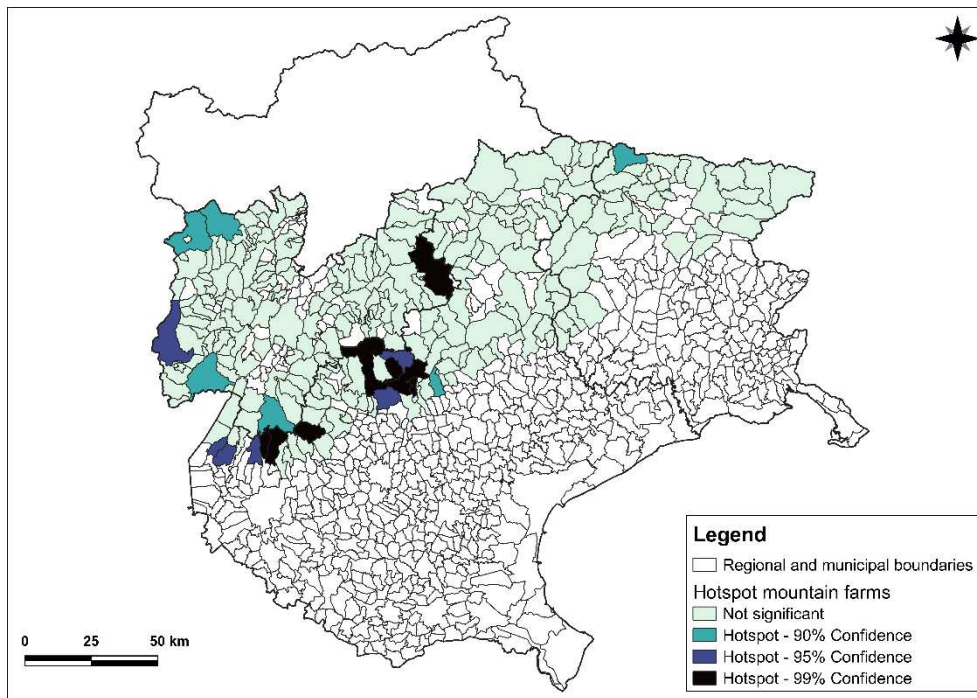 Legend
Regional and municipal boundaries
Hotspot mountain farms
Not significant
Hotspot - 90% Confidence
Hotspot - 95% Confidence
Hotspot - 99% Confidence
0 25 50 km